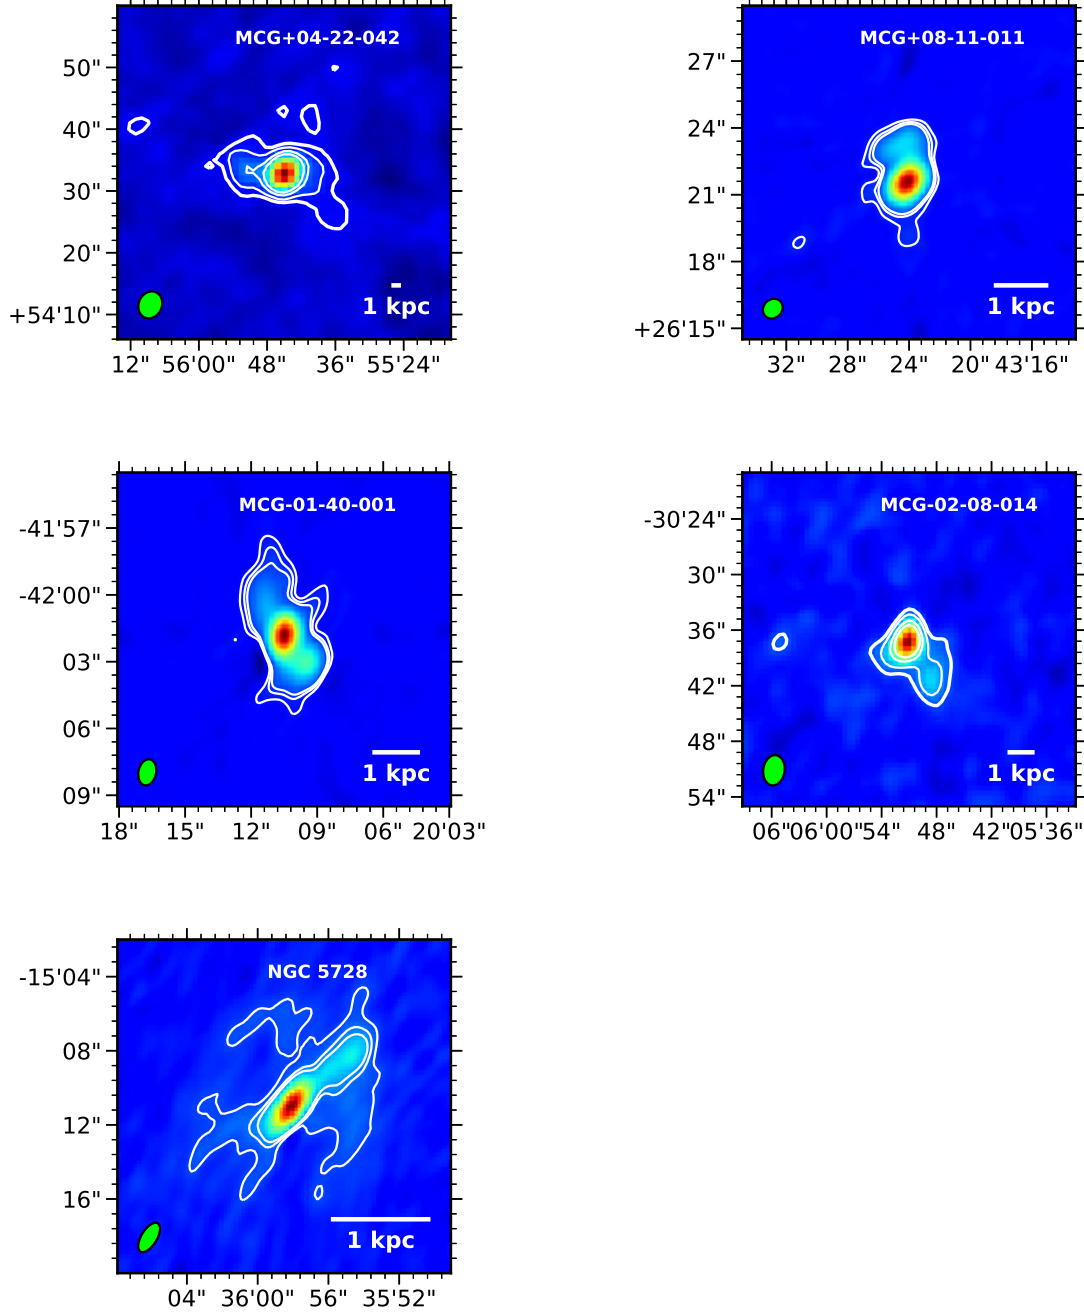 MCG+04-22-042
50"
40"
30"
20"
+54'10"
1 kpc
12" 56'00" 48" 36" 55'24"
MCG+08-11-011
27"
24"
21"
18"
+26'15"
1 kpc
32" 28" 24" 20" 43'16"
MCG-01-40-001
-41'57"
-42'00"
03"
06"
09"
1 kpc
18" 15" 12" 09" 06" 20'03"
MCG-02-08-014
-30'24"
30"
36"
42"
48"
54"
1 kpc
06" 06'00" 54" 48" 42" 05'36"
NGC 5728
-15'04"
08"
12"
16"
1 kpc
04" 36'00" 56" 35'52"